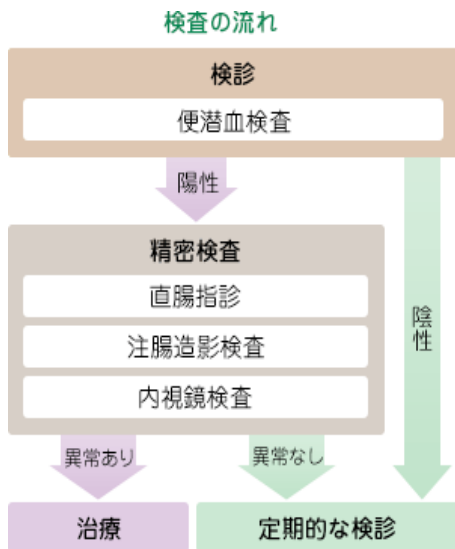 検査の流れ
検診
便潜血検査
陽性
陰性
精密検査
直腸指診
注腸造影検査
内視鏡検査
異常あり
異常なし
治療
定期的な検診